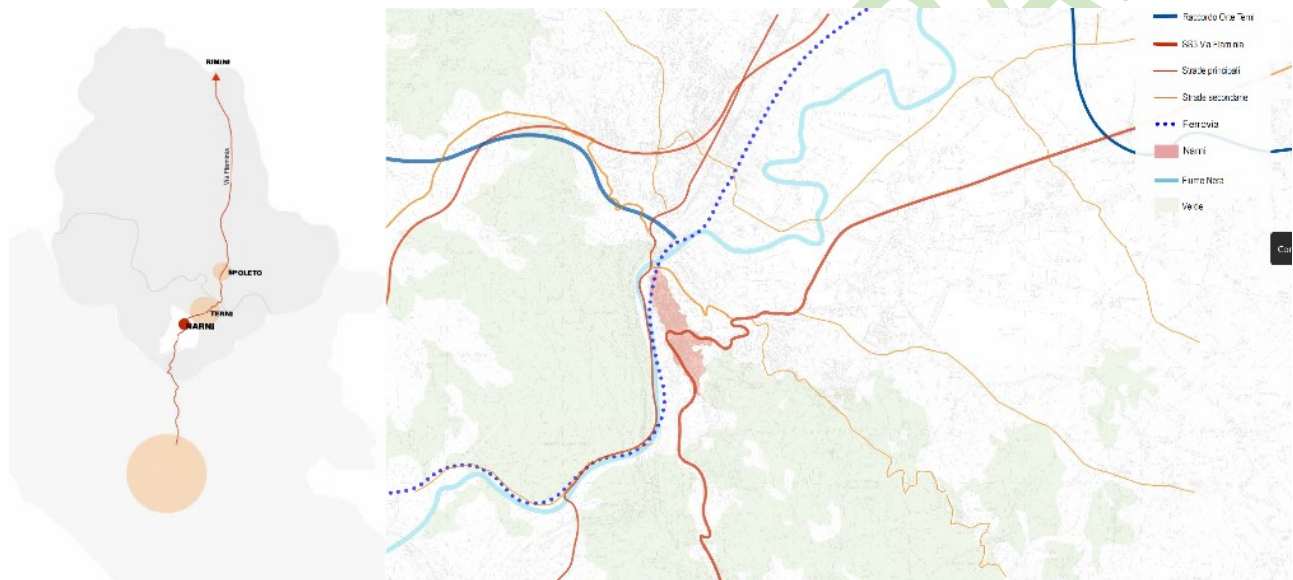 RIMINI
Via Flaminia
SPOLETO
TERNI
NARNI
Raccordo Orte Terni
SS3 Via Flaminia
Strade principali
Strade secondarie
Ferrovia
Narni
Fiume Nera
Verde